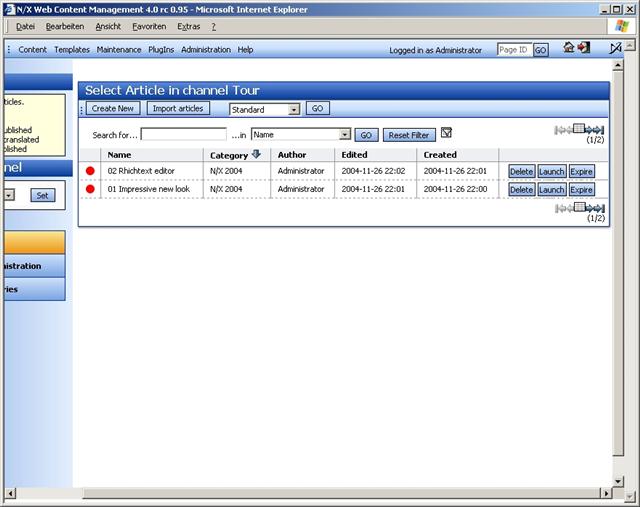 N/X Web Content Management 4.0 rc 0.95 - Microsoft Internet Explorer
Datei Bearbeiten Ansicht Favoriten Extras ?
Content Templates Maintenance PlugIns Administration Help Logged in as Administrator Page ID GO
Select Article in channel Tour
Create New Import articles Standard GO
Search for... ...in Name GO Reset Filter
(1/2)
Name Category Author Edited Created
02 Rhichtext editor N/X 2004 Administrator 2004-11-26 22:02 2004-11-26 22:01 Delete Launch Expire
01 Impressive new look N/X 2004 Administrator 2004-11-26 22:01 2004-11-26 22:00 Delete Launch Expire
(1/2)
ticles.
ublished
translated
blished
nel
Set
nistration
ries